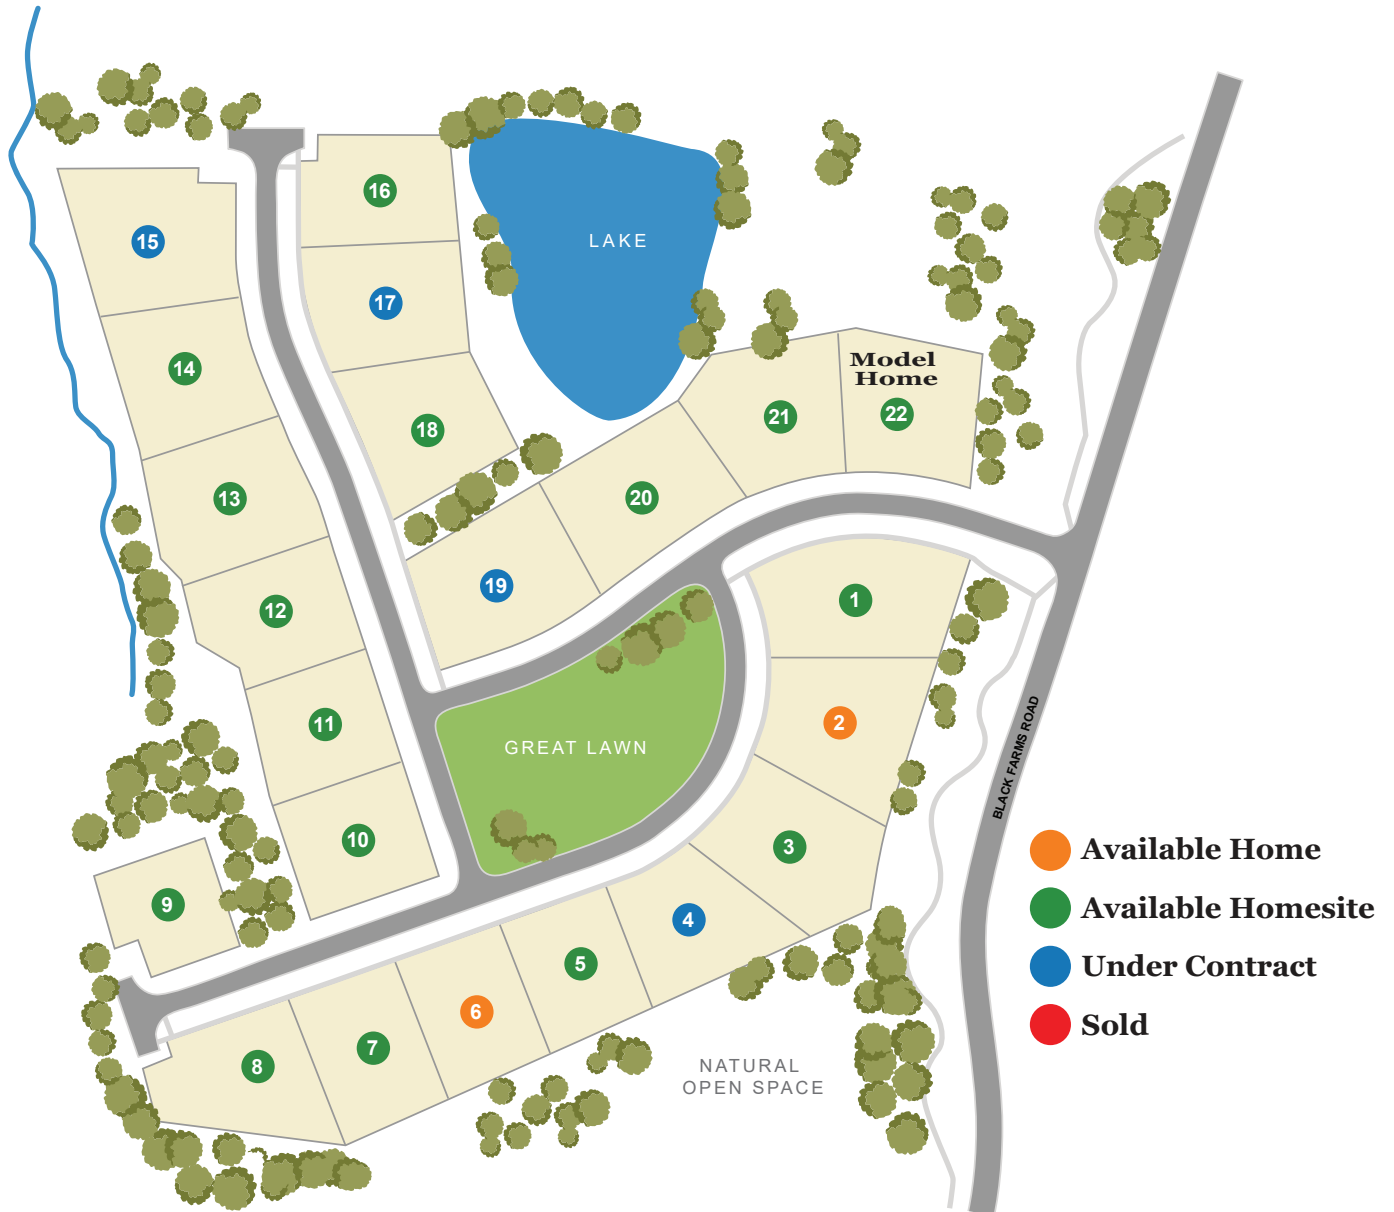 16
15
LAKE
17
14
Model
Home
22
21
18
20
13
19
1
12
2
11
GREAT LAWN
BLACK FARMS ROAD
10
3
Available Home
9
Available Homesite
4
5
Under Contract
6
Sold
7
8
NATURAL
OPEN SPACE